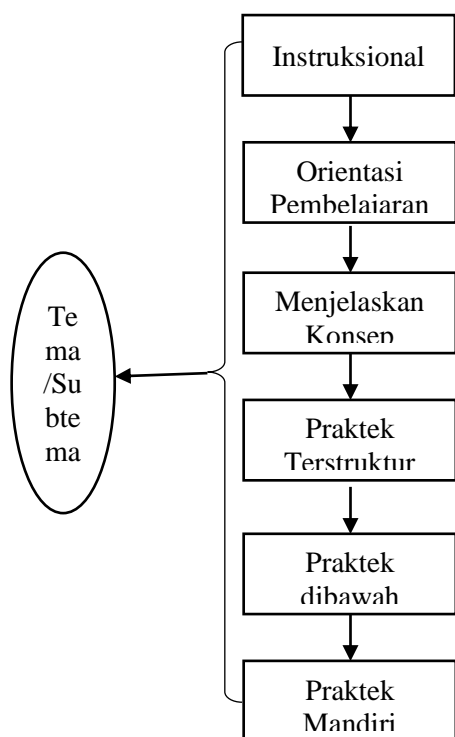 Instruksional
Orientasi
Pembelajaran
Menjelaskan
Konsep
Te
ma
/Su
bte
ma
Praktek
Terstruktur
Praktek
dibawah
Praktek
Mandiri